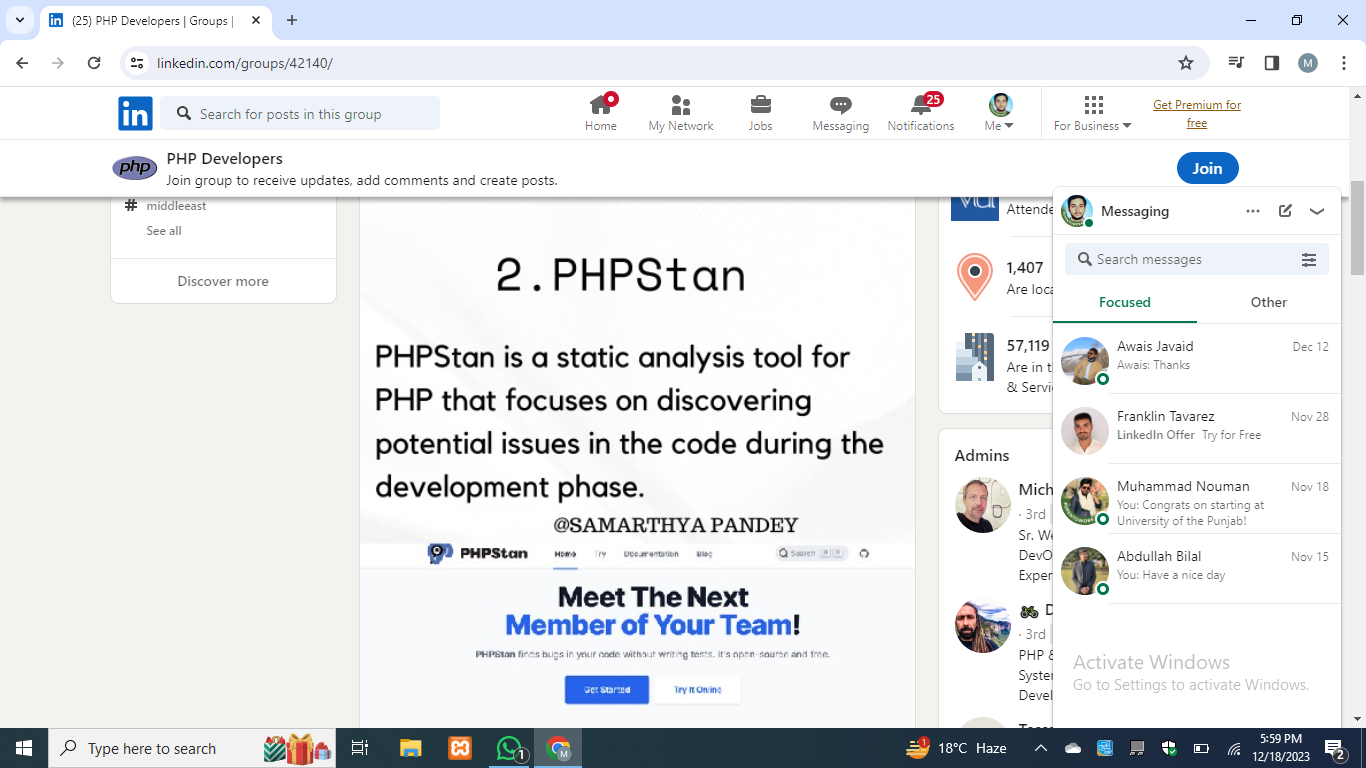 (25) PHP Developers | Groups |
linkedin.com/groups/42140/
M
in
Search for posts in this group
Home
My Network
Jobs
Messaging
25
Notifications
Me
For Business
Get Premium for
free
php
PHP Developers
Join group to receive updates, add comments and create posts.
Join
# middleeast
See all
Discover more
2.PHPStan
PHPStan is a static analysis tool for
PHP that focuses on discovering
potential issues in the code during the
development phase.
@SAMARTHYA PANDEY
PHPStan
Home
Try
Documentation
Blog
Search
Meet The Next
Member of Your Team!
PHPStan finds bugs in your code without writing tests. It's open-source and free.
Get Started
Try It Online
Attende
1,407
Are loca
57,119
Are in t
& Servic
Admins
Mich
· 3rd
Sr. We
DevO
Exper
D
· 3rd
PHP &
System
Devel
Messaging
Search messages
Focused
Other
Awais Javaid
Dec 12
Awais: Thanks
Franklin Tavarez
Nov 28
LinkedIn Offer Try for Free
Muhammad Nouman
Nov 18
You: Congrats on starting at
University of the Punjab!
Abdullah Bilal
Nov 15
You: Have a nice day
Activate Windows
Go to Settings to activate Windows.
Type here to search
1
M
1
18°C Haze
5:59 PM
12/18/2023
2